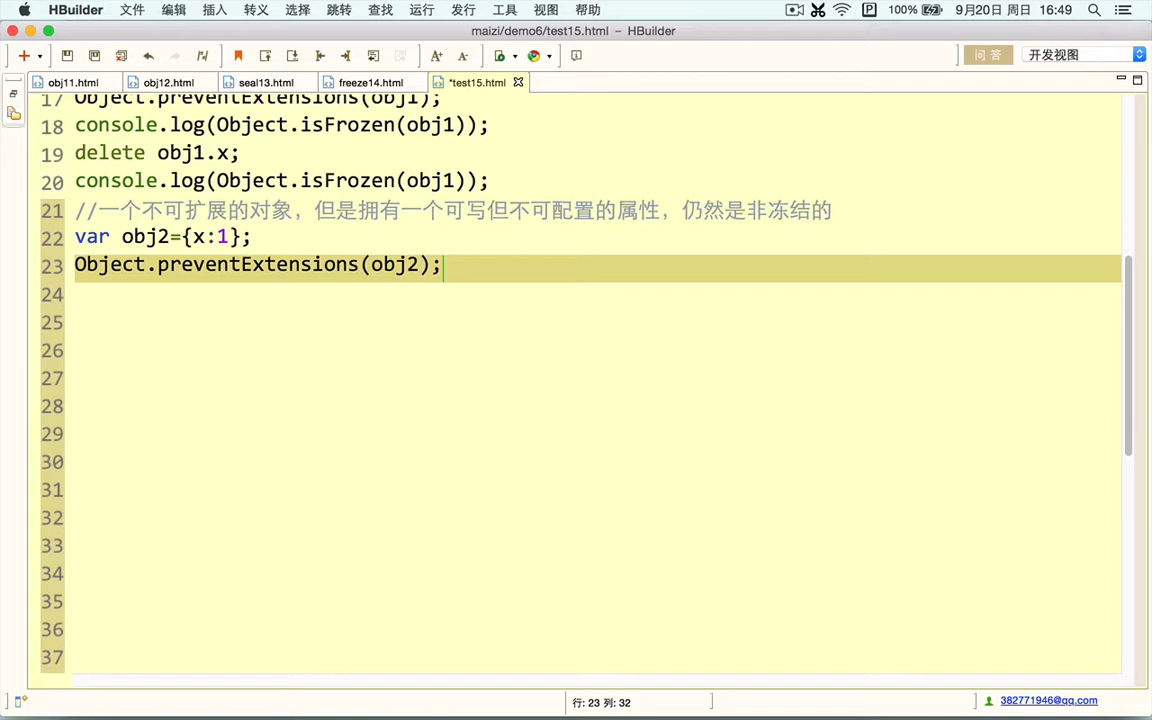 HBuilder 文件 编辑 插入 转义 选择 跳转 查找 运行 发行 工具 视图 帮助 100% 9月20日 周日 16:49
maizi/demo6/test15.html – HBuilder
问 答 开发视图
obj11.html obj12.html seal13.html freeze14.html *test15.html
17 Object.preventExtensions(obj1);
18 console.log(Object.isFrozen(obj1));
19 delete obj1.x;
20 console.log(Object.isFrozen(obj1));
21 //一个不可扩展的对象，但是拥有一个可写但不可配置的属性，仍然是非冻结的
22 var obj2={x:1};
23 Object.preventExtensions(obj2);
24
25
26
27
28
29
30
31
32
33
34
35
36
37
行: 23 列: 32 382771946@qq.com